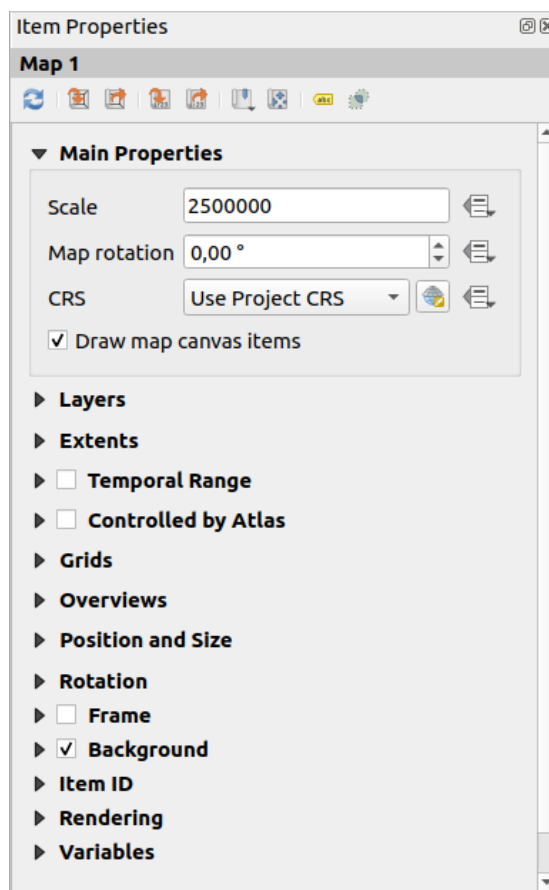 Item Properties
Map 1
Main Properties
Scale 2500000
Map rotation 0,00 °
CRS Use Project CRS
Draw map canvas items
Layers
Extents
Temporal Range
Controlled by Atlas
Grids
Overviews
Position and Size
Rotation
Frame
Background
Item ID
Rendering
Variables